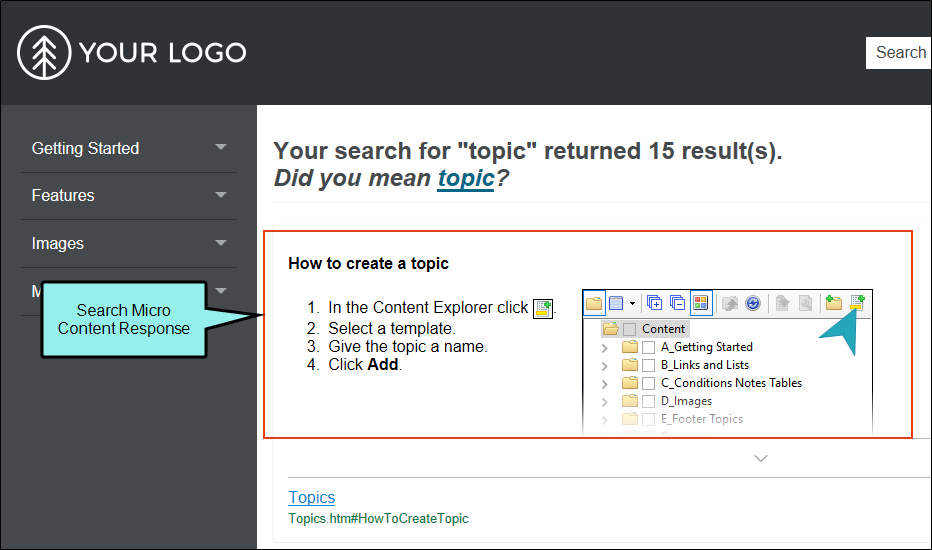 YOUR LOGO
Search
Getting Started
Features
Images
M
Search Micro
Content Response
Your search for "topic" returned 15 result(s).
Did you mean topic?
How to create a topic
1. In the Content Explorer click .
2. Select a template.
3. Give the topic a name.
4. Click Add.
Content
A_Getting Started
B_Links and Lists
C_Conditions Notes Tables
D_Images
E_Footer Topics
Topics
Topics.htm#HowToCreateTopic